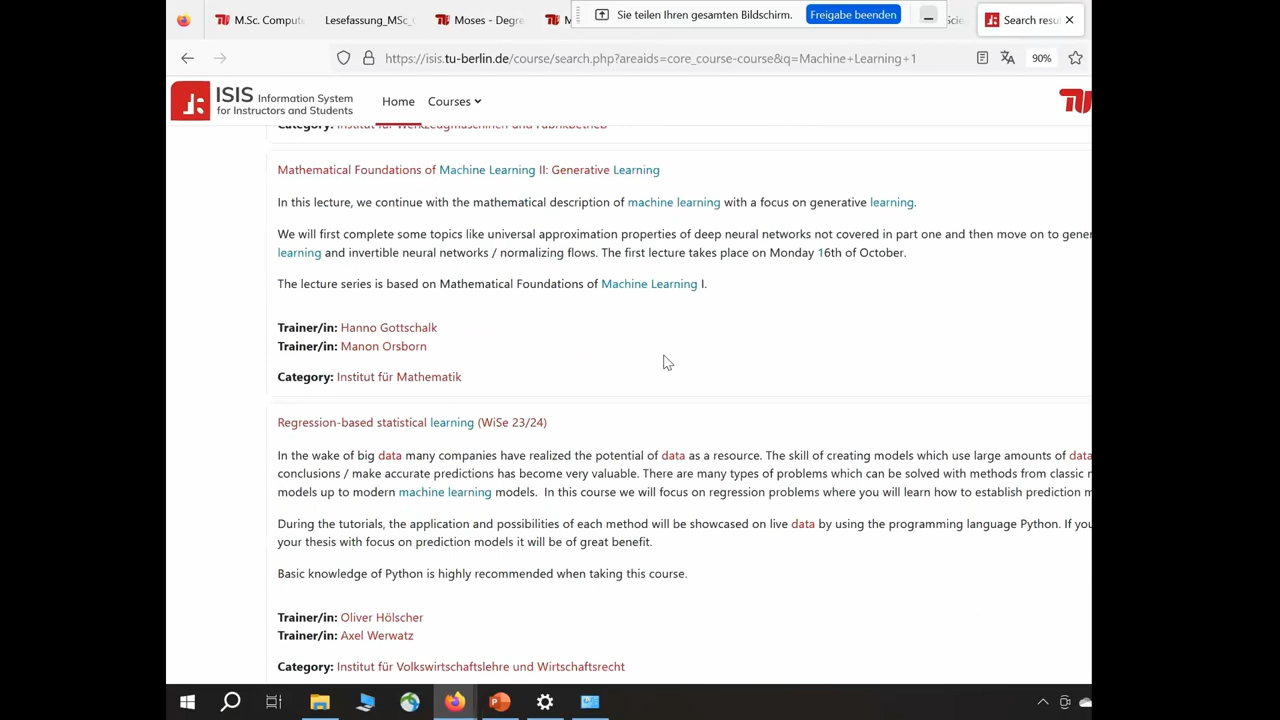 M.Sc. Compute
Lesefassung_MSc_
Moses - Degre
Sie teilen Ihren gesamten Bildschirm.
Freigabe beenden
Search resu
https://isis.tu-berlin.de/course/search.php?areaids=core_course-course&q=Machine+Learning+1
90%
ISIS Information System
for Instructors and Students
Home
Courses
Category: Institut für Werkzeugmaschinen und Fabrikbetrieb
Mathematical Foundations of Machine Learning II: Generative Learning
In this lecture, we continue with the mathematical description of machine learning with a focus on generative learning.
We will first complete some topics like universal approximation properties of deep neural networks not covered in part one and then move on to gener
learning and invertible neural networks / normalizing flows. The first lecture takes place on Monday 16th of October.
The lecture series is based on Mathematical Foundations of Machine Learning I.
Trainer/in: Hanno Gottschalk
Trainer/in: Manon Orsborn
Category: Institut für Mathematik
Regression-based statistical learning (WiSe 23/24)
In the wake of big data many companies have realized the potential of data as a resource. The skill of creating models which use large amounts of data
conclusions / make accurate predictions has become very valuable. There are many types of problems which can be solved with methods from classic r
models up to modern machine learning models. In this course we will focus on regression problems where you will learn how to establish prediction m
During the tutorials, the application and possibilities of each method will be showcased on live data by using the programming language Python. If you
your thesis with focus on prediction models it will be of great benefit.
Basic knowledge of Python is highly recommended when taking this course.
Trainer/in: Oliver Hölscher
Trainer/in: Axel Werwatz
Category: Institut für Volkswirtschaftslehre und Wirtschaftsrecht